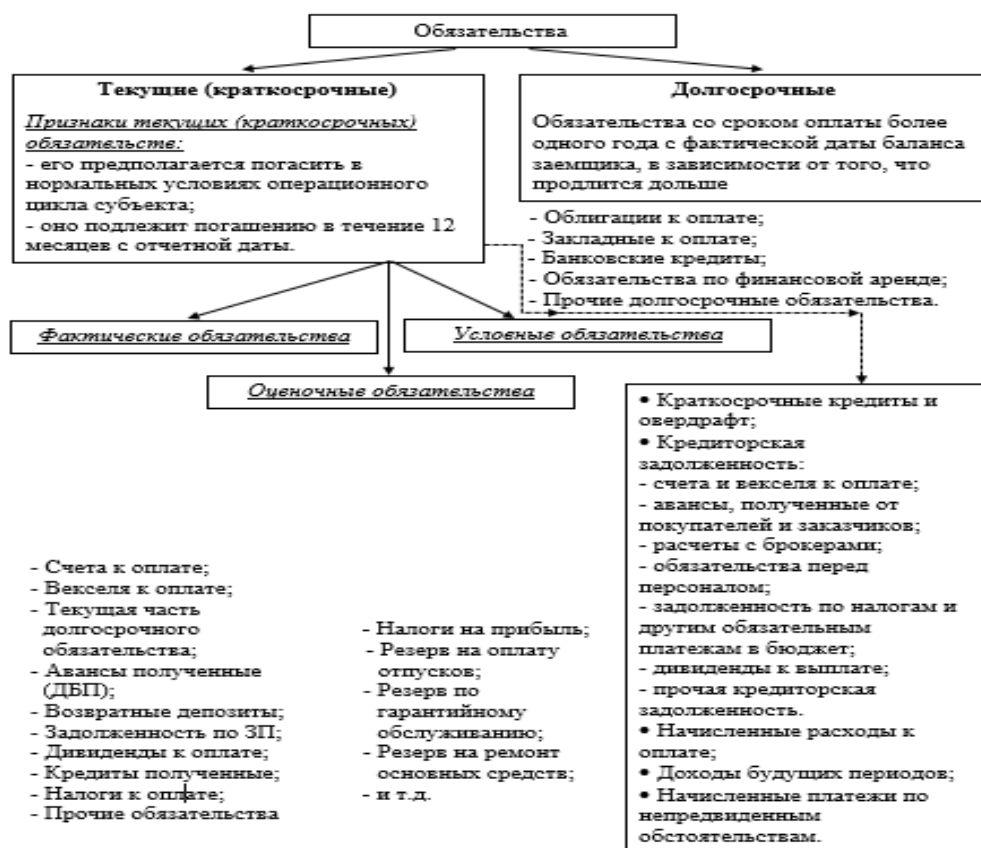 Обязательства
Текущие (краткосрочные)
Признаки текущих (краткосрочных)
обязательств:
- его предполагается погасить в
нормальных условиях операционного
цикла субъекта;
- оно подлежит погашению в течение 12
месяцев с отчетной даты.
Долгосрочные
Обязательства со сроком оплаты более
одного года с фактической даты баланса
заемщика, в зависимости от того, что
продлится дольше
- Облигации к оплате;
- Закладные к оплате;
- Банковские кредиты;
- Обязательства по финансовой аренде;
- Прочие долгосрочные обязательства.
Фактические обязательства
Условные обязательства
Оценочные обязательства
- Счета к оплате;
- Векселя к оплате;
- Текущая часть
долгосрочного
обязательства;
- Авансы полученные
(ДБП);
- Возвратные депозиты;
- Задолженность по ЗП;
- Дивиденды к оплате;
- Кредиты полученные;
- Налоги к оплате;
- Прочие обязательства
- Налоги на прибыль;
- Резерв на оплату
отпусков;
- Резерв по
гарантийному
обслуживанию;
- Резерв на ремонт
основных средств;
- и т.д.
• Краткосрочные кредиты и
овердрафт;
• Кредиторская
задолженность:
- счета и векселя к оплате;
- авансы, полученные от
покупателей и заказчиков;
- расчеты с брокерами;
- обязательства перед
персоналом;
- задолженность по налогам и
другим обязательным
платежам в бюджет;
- дивиденды к выплате;
- прочая кредиторская
задолженность.
• Начисленные расходы к
оплате;
• Доходы будущих периодов;
• Начисленные платежи по
непредвиденным
обстоятельствам.